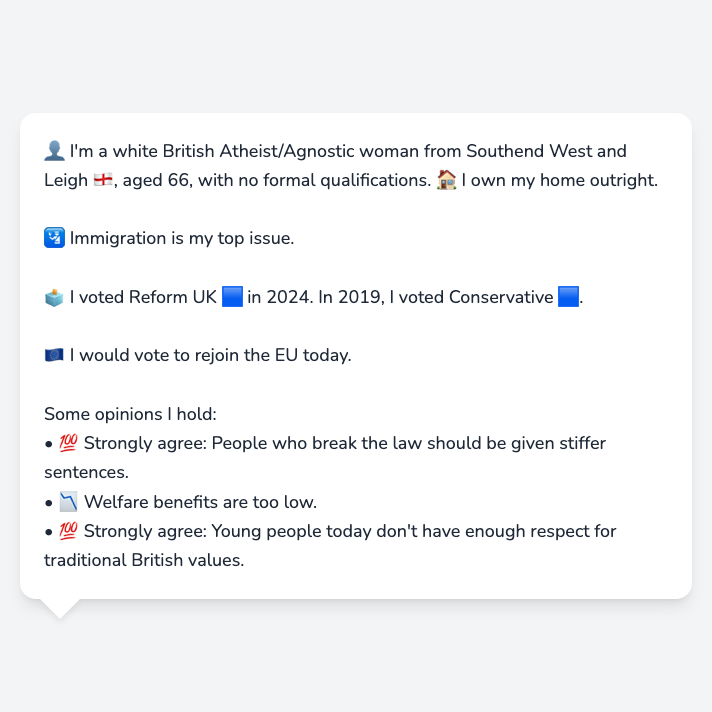 👤 I'm a white British Atheist/Agnostic woman from Southend West and
Leigh 🏴󠁧󠁢󠁥󠁮󠁧󠁿, aged 66, with no formal qualifications. 🏠 I own my home outright.
🛂 Immigration is my top issue.
🗳️ I voted Reform UK 🟦 in 2024. In 2019, I voted Conservative 🟦.
🇪🇺 I would vote to rejoin the EU today.
Some opinions I hold:
• 💯 Strongly agree: People who break the law should be given stiffer
sentences.
• 📉 Welfare benefits are too low.
• 💯 Strongly agree: Young people today don't have enough respect for
traditional British values.